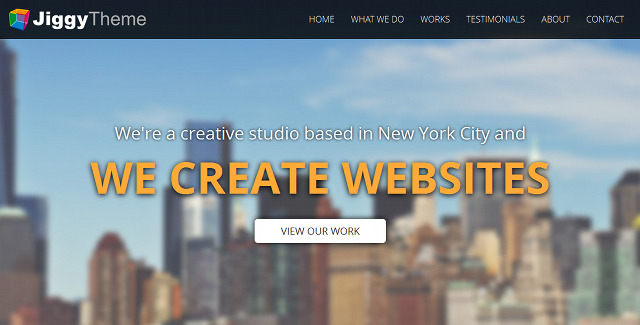 JiggyTheme
HOME WHAT WE DO WORKS TESTIMONIALS ABOUT CONTACT
We're a creative studio based in New York City and
WE CREATE WEBSITES
VIEW OUR WORK